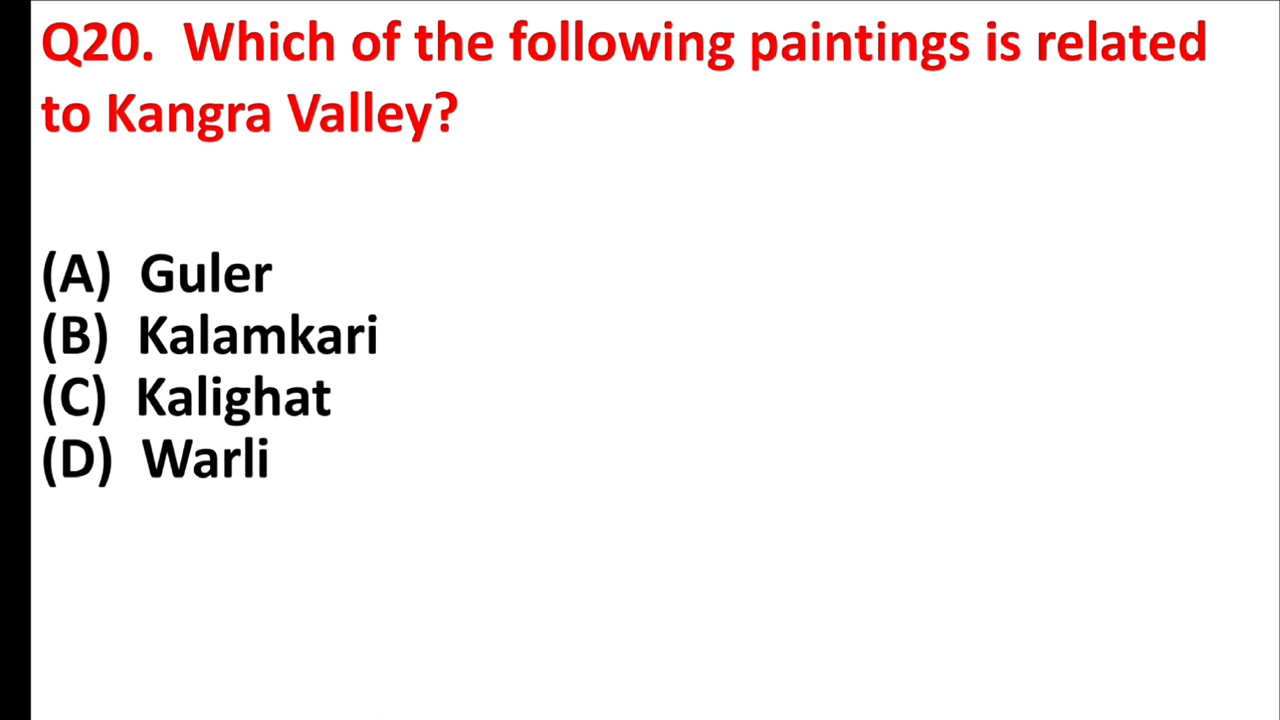 Q20. Which of the following paintings is related
to Kangra Valley?
(A) Guler
(B) Kalamkari
(C) Kalighat
(D) Warli